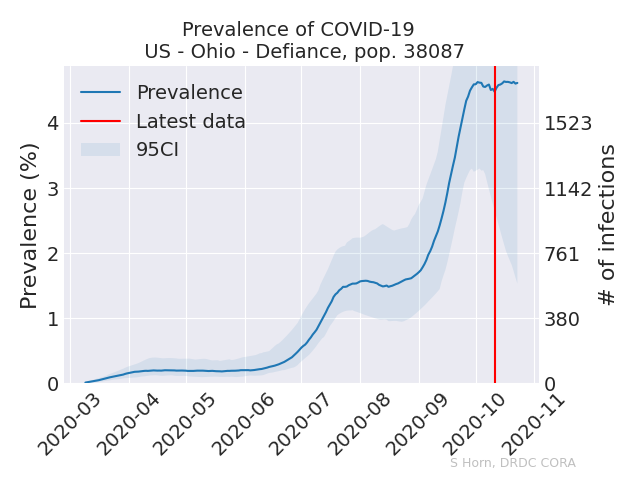 Prevalence of COVID-19
US - Ohio - Defiance, pop. 38087
Prevalence
Latest data
95CI
Prevalence (%)
4
3
2
1
0
1523
1142
761
380
0
# of infections
2020-03
2020-04
2020-05
2020-06
2020-07
2020-08
2020-09
2020-10
2020-11
S Horn, DRDC CORA